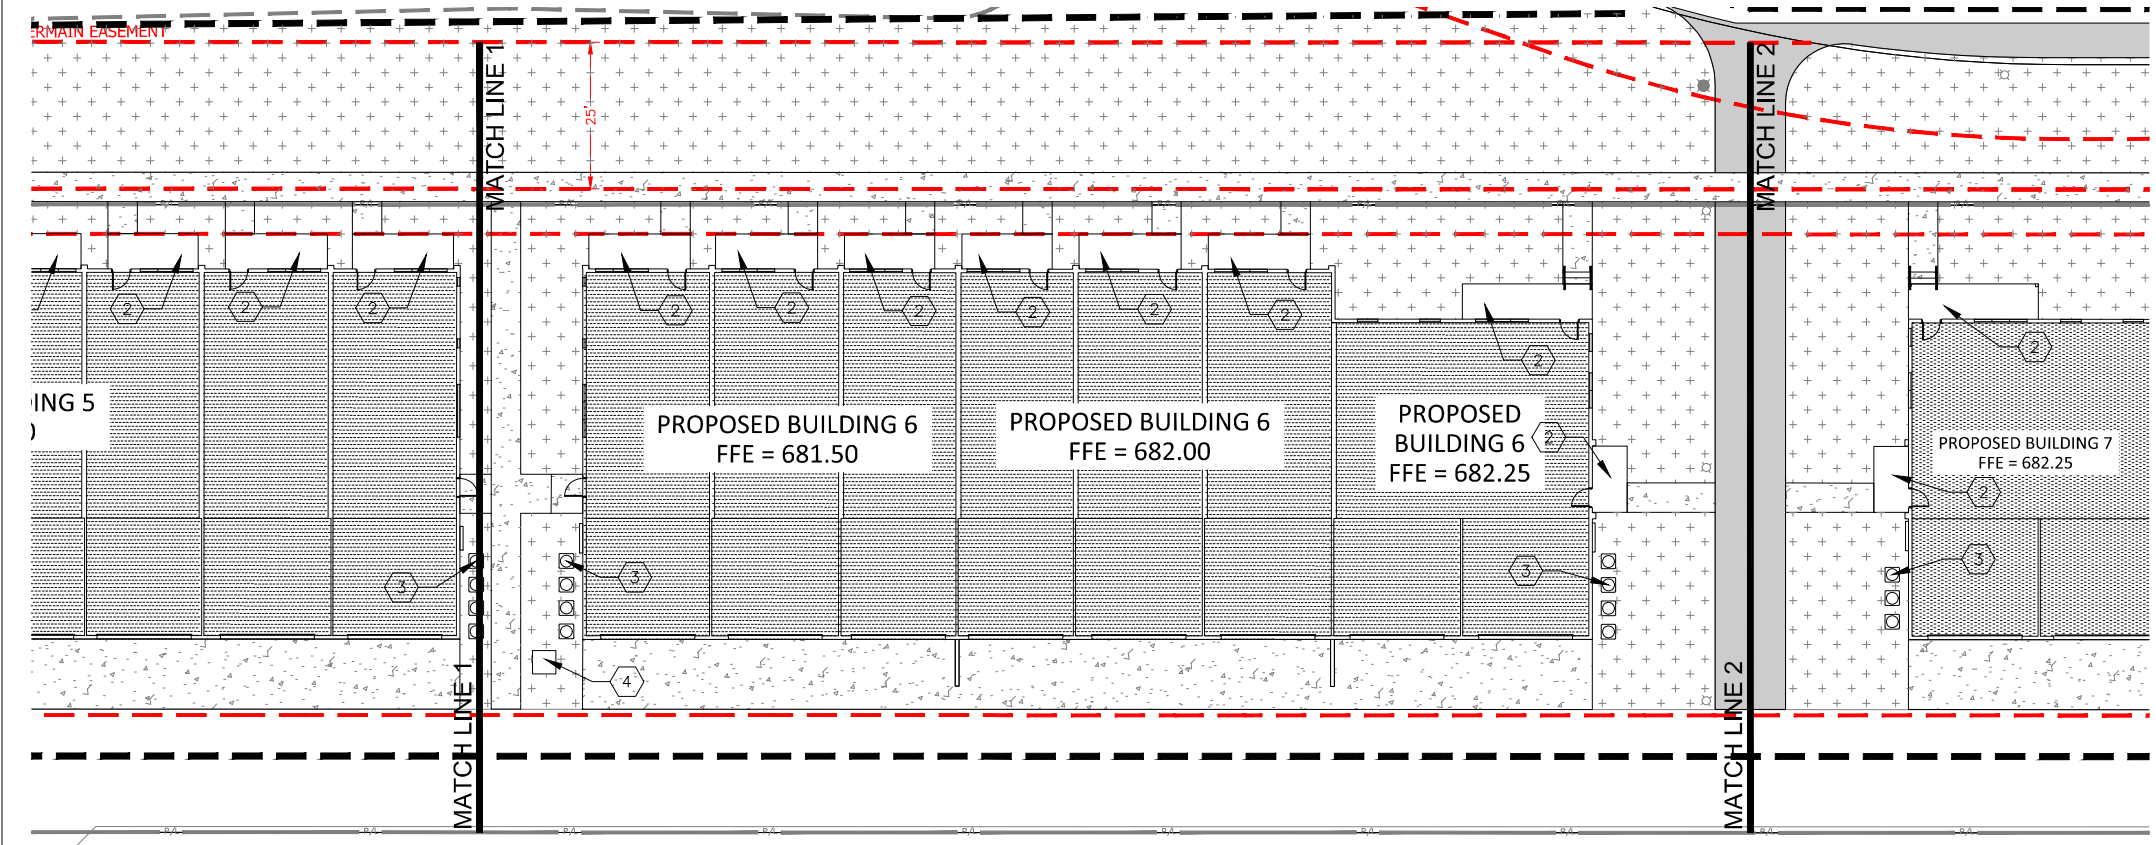 ERMAIN EASEMENT
MATCH LINE 1
25'
MATCH LINE 2
2
2
2
2
2
2
2
2
2
2
2
DING 5
0
PROPOSED BUILDING 6
FFE = 681.50
PROPOSED BUILDING 6
FFE = 682.00
PROPOSED
BUILDING 6
FFE = 682.25
2
PROPOSED BUILDING 7
FFE = 682.25
2
3
3
3
3
4
MATCH LINE 1
MATCH LINE 2